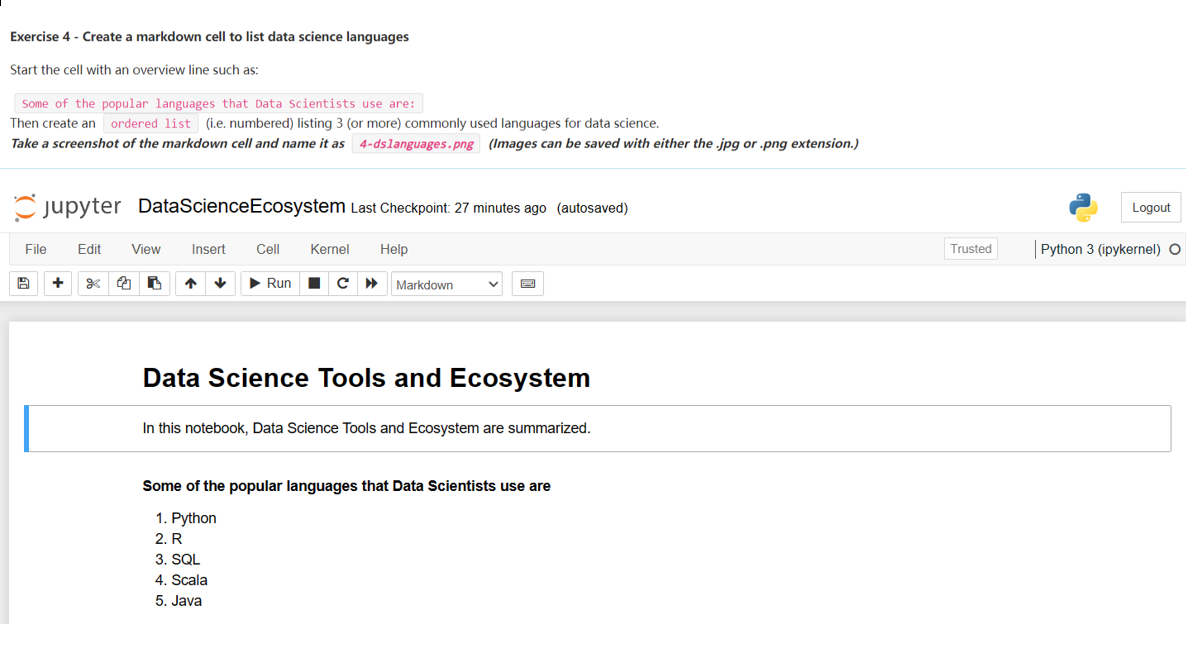 Exercise 4 - Create a markdown cell to list data science languages
Start the cell with an overview line such as:
Some of the popular languages that Data Scientists use are:
Then create an ordered list (i.e. numbered) listing 3 (or more) commonly used languages for data science.
Take a screenshot of the markdown cell and name it as 4-dslanguages.png (Images can be saved with either the .jpg or .png extension.)
jupyter DataScienceEcosystem Last Checkpoint: 27 minutes ago (autosaved) Logout
File Edit View Insert Cell Kernel Help Trusted Python 3 (ipykernel)
Run Markdown
Data Science Tools and Ecosystem
In this notebook, Data Science Tools and Ecosystem are summarized.
Some of the popular languages that Data Scientists use are
1. Python
2. R
3. SQL
4. Scala
5. Java